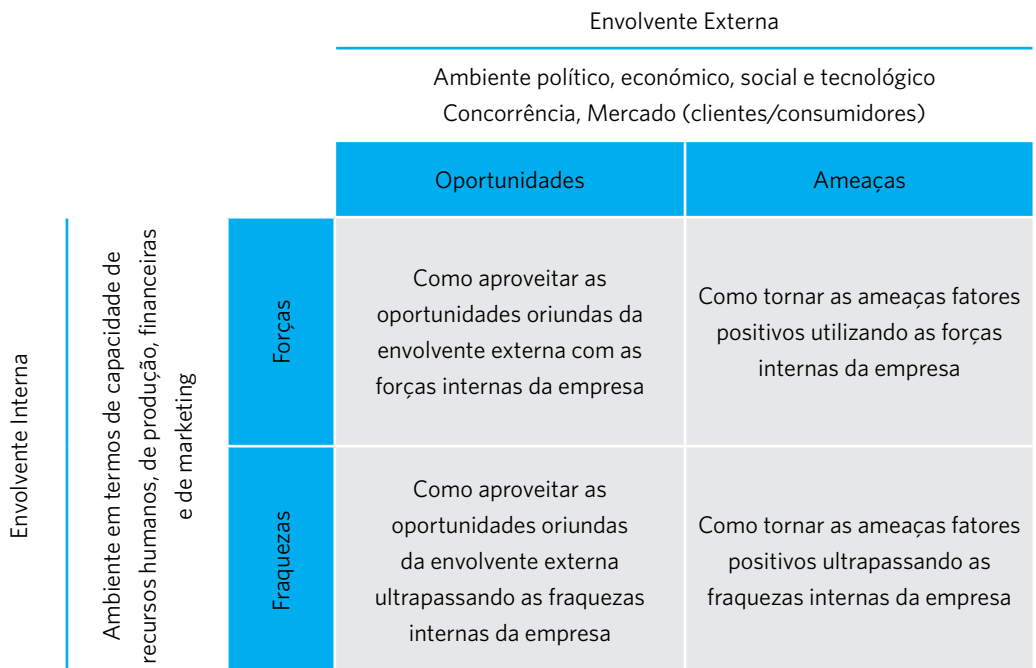 Envolvente Externa
Ambiente político, económico, social e tecnológico
Concorrência, Mercado (clientes/consumidores)
Oportunidades
Ameaças
Envolvente Interna
Ambiente em termos de capacidade de
recursos humanos, de produção, financeiras
e de marketing
Forças
Como aproveitar as
oportunidades oriundas da
envolvente externa com as
forças internas da empresa
Como tornar as ameaças fatores
positivos utilizando as forças
internas da empresa
Fraquezas
Como aproveitar as
oportunidades oriundas
da envolvente externa
ultrapassando as fraquezas
internas da empresa
Como tornar as ameaças fatores
positivos ultrapassando as
fraquezas internas da empresa